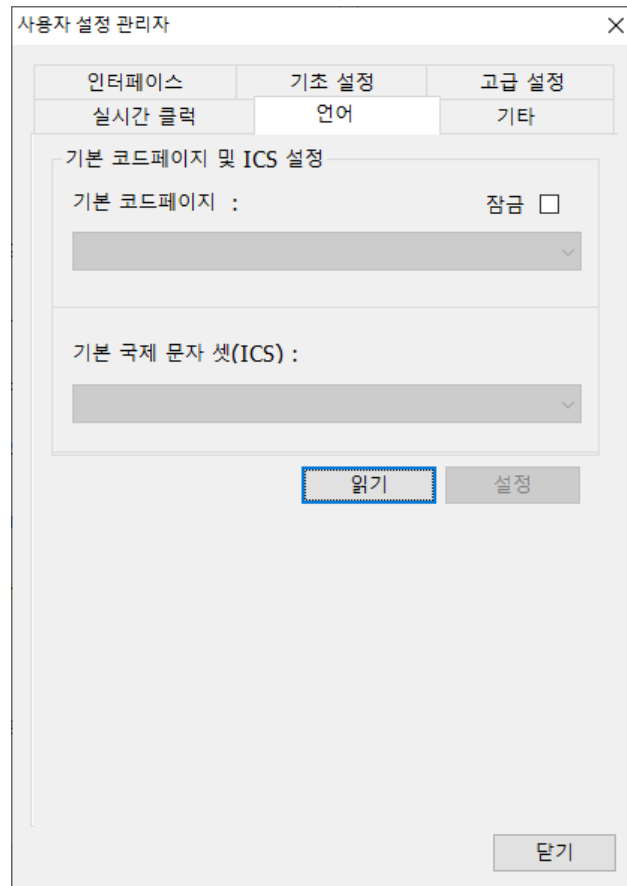 사용자 설정 관리자
인터페이스 기초 설정 고급 설정
실시간 클럭 언어 기타
기본 코드페이지 및 ICS 설정
기본 코드페이지 : 잠금
기본 국제 문자 셋(ICS) :
읽기 설정
닫기